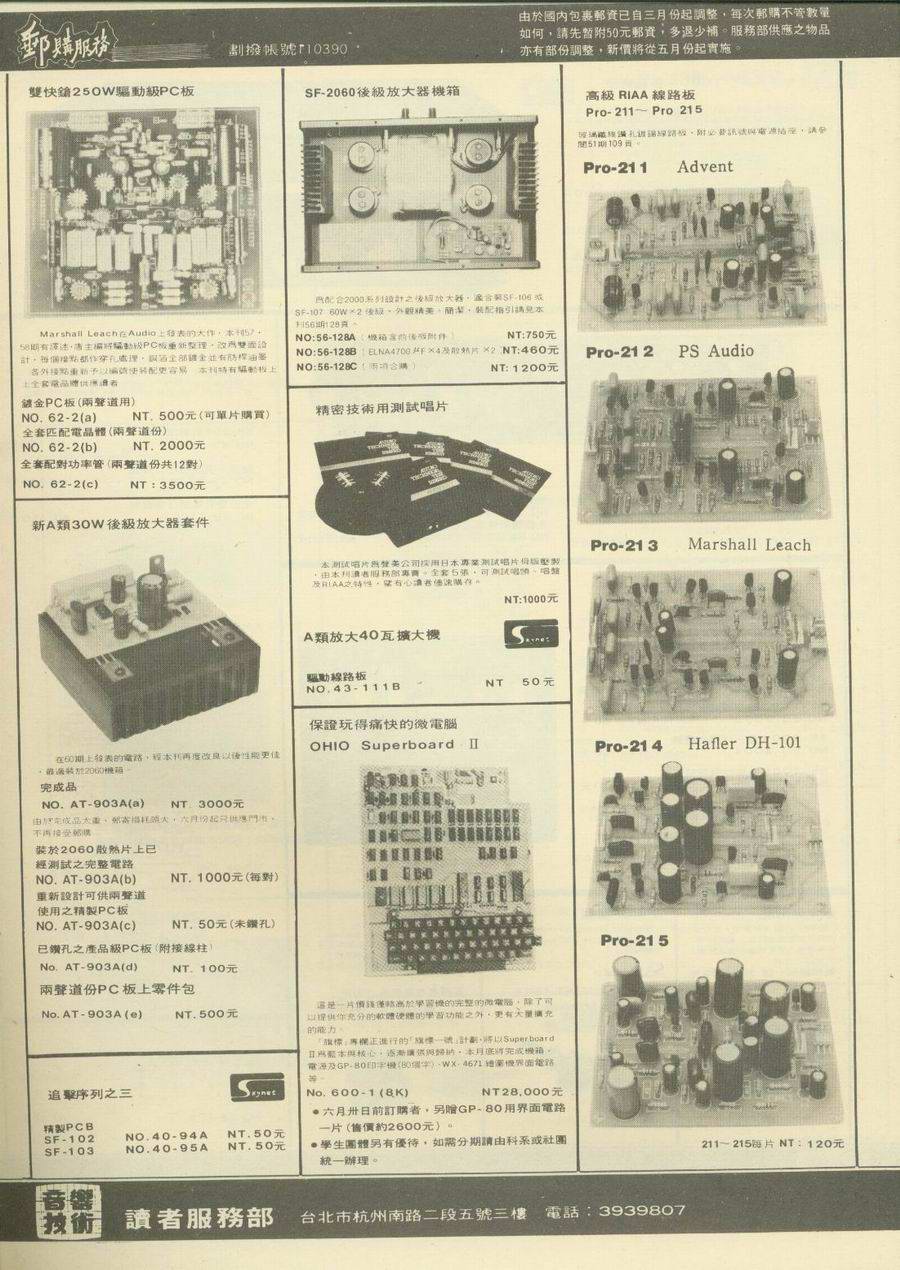 郵購服務
劃撥帳號110390
由於國內包裹郵資已自三月份起調整，每次郵購不管數量
如何，請先暫附50元郵資，多退少補。服務部供應之物品
亦有部份調整，新價將從五月份起實施。
雙快鎗250W驅動級PC板
Marshall Leach在Audio上發表的大作，本刊57，
58期有譯述，唐主編將驅動級PC板重新整理，改為雙面設
計，每個接點都作穿孔處理，銅箔全部鍍金並有防焊油墨
各外接點重新予以編號使裝配更容易 本刊特有驅動板上
上全套電晶體供應讀者
鍍金PC板(兩聲道用)
NO. 62-2(a) NT. 500元(可單片購買)
全套匹配電晶體(兩聲道份)
NO. 62-2(b) NT. 2000元
全套配對功率管(兩聲道份共12對)
NO. 62-2(c) NT：3500元
新A類30W後級放大器套件
在60期上發表的電路，經本刊再度改良以後性能更佳
，最適裝於2060機箱。
完成品
NO. AT-903A(a) NT 3000元
由於完成品太重，郵寄損耗頗大，六月份起只供應門市，
不再接受郵購
裝於2060散熱片上已
經測試之完整電路
NO. AT-903A(b) NT. 1000元(每對)
重新設計可供兩聲道
使用之精製PC板
NO. AT-903A(c) NT. 50元(未鑽孔)
已鑽孔之產品級PC板(附接線柱)
No. AT-903A(d) NT. 100元
兩聲道份PC板上零件包
No. AT-903A(e) NT. 500元
追擊序列之三
Skynet
精製PCB
SF-102 NO.40-94A NT.50元
SF-103 NO.40-95A NT.50元
SF-2060後級放大器機箱
為配合2000系列設計之後級放大器，適合裝SF-106或
SF-107 60W×2後級，外觀精美，簡潔，裝配指引請見本
刊56期128頁。
NO:56-128A (機箱含前後級附件) NT:750元
NO:56-128B (ELNA4700μF×4及散熱片×2) NT:460元
NO:56-128C (兩項合購) NT: 1200元
精密技術用測試唱片
AUDIO
TECHNICAL
TEST
RECORD
本測試唱片為聲美公司採用日本專業測試唱片母版壓製
，由本刊讀者服務部專賣。全套5張，可測試唱頭、唱盤
及RIAA之特性，望有心讀者儘速購存。
NT:1000元
A類放大40瓦擴大機
Skynet
驅動線路板
NO.43-111B NT 50元
保證玩得痛快的微電腦
OHIO Superboard II
這是一片價錢僅略高於學習機的完整的微電腦，除了可
以提供你充分的軟體硬體的學習功能之外，更有大量擴充
的能力。
「旗標」專欄正進行的「旗標一號」計劃，將以Superboard
II為藍本與核心，逐漸擴張與歸納，本月底將完成機箱，
電源及GP-80印字機(80個字)，WX-4671繪圖機界面電路
等。
No. 600-1 (8K) NT28,000元
●六月卅日前訂購者，另贈GP-80用界面電路
一片(售價約2600元)。
●學生團體另有優待，如需分期請由科系或社團
統一辦理。
高級RIAA線路板
Pro-211～Pro 215
玻璃纖維鑽孔鍍錫線路板，附必要訊號與電源插座，請參
閱51期109頁。
Pro-211 Advent
Pro-212 PS Audio
Pro-213 Marshall Leach
Pro-214 Hafler DH-101
Pro-215
211～215每片 NT：120元
音響
技術
讀者服務部
台北市杭州南路二段五號三樓 電話：3939807